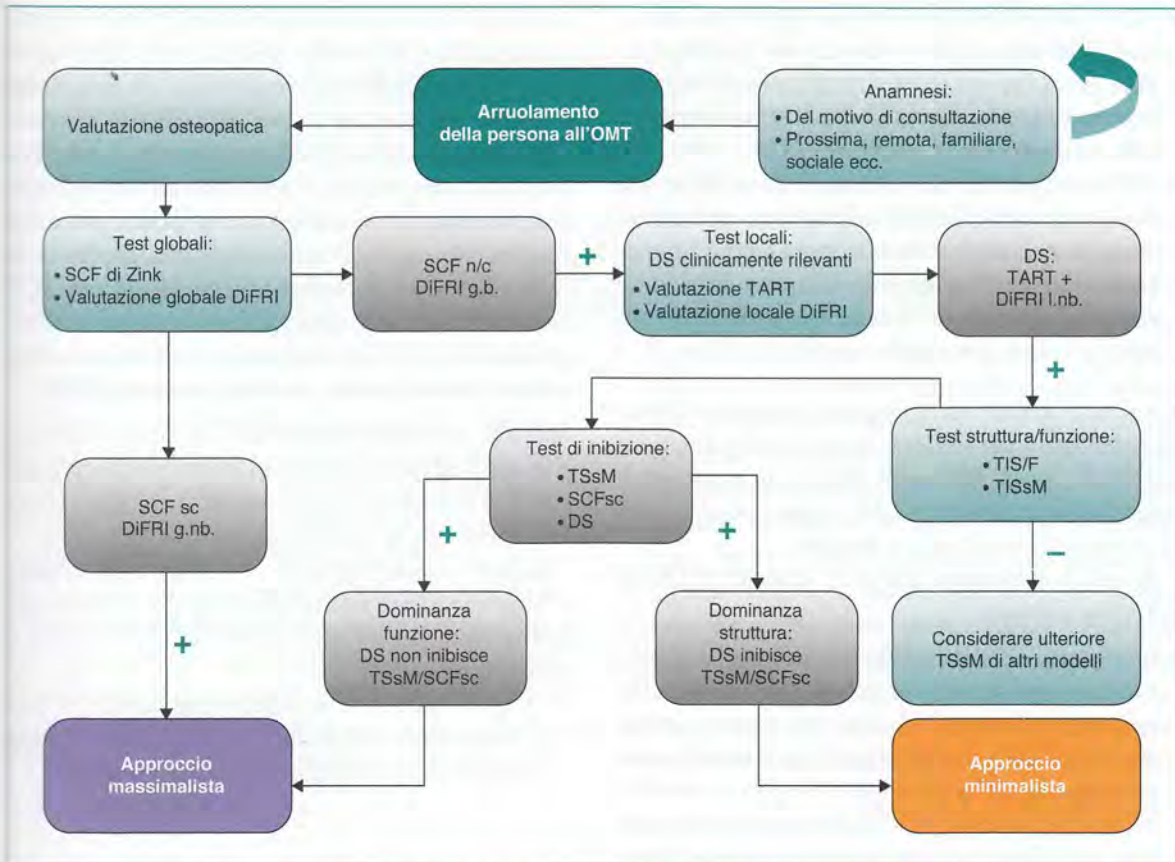 Valutazione osteopatica
Arruolamento
della persona all'OMT
Anamnesi:
• Del motivo di consultazione
• Prossima, remota, familiare,
sociale ecc.
Test globali:
• SCF di Zink
• Valutazione globale DiFRI
SCF n/c
DiFRI g.b.
+
Test locali:
DS clinicamente rilevanti
• Valutazione TART
• Valutazione locale DiFRI
DS:
TART +
DiFRI l.nb.
+
Test di inibizione:
• TSsM
• SCFsc
• DS
Test struttura/funzione:
• TIS/F
• TISsM
SCF sc
DiFRI g.nb.
+
+
+
−
Dominanza
funzione:
DS non inibisce
TSsM/SCFsc
Dominanza
struttura:
DS inibisce
TSsM/SCFsc
Considerare ulteriore
TSsM di altri modelli
Approccio
massimalista
Approccio
minimalista